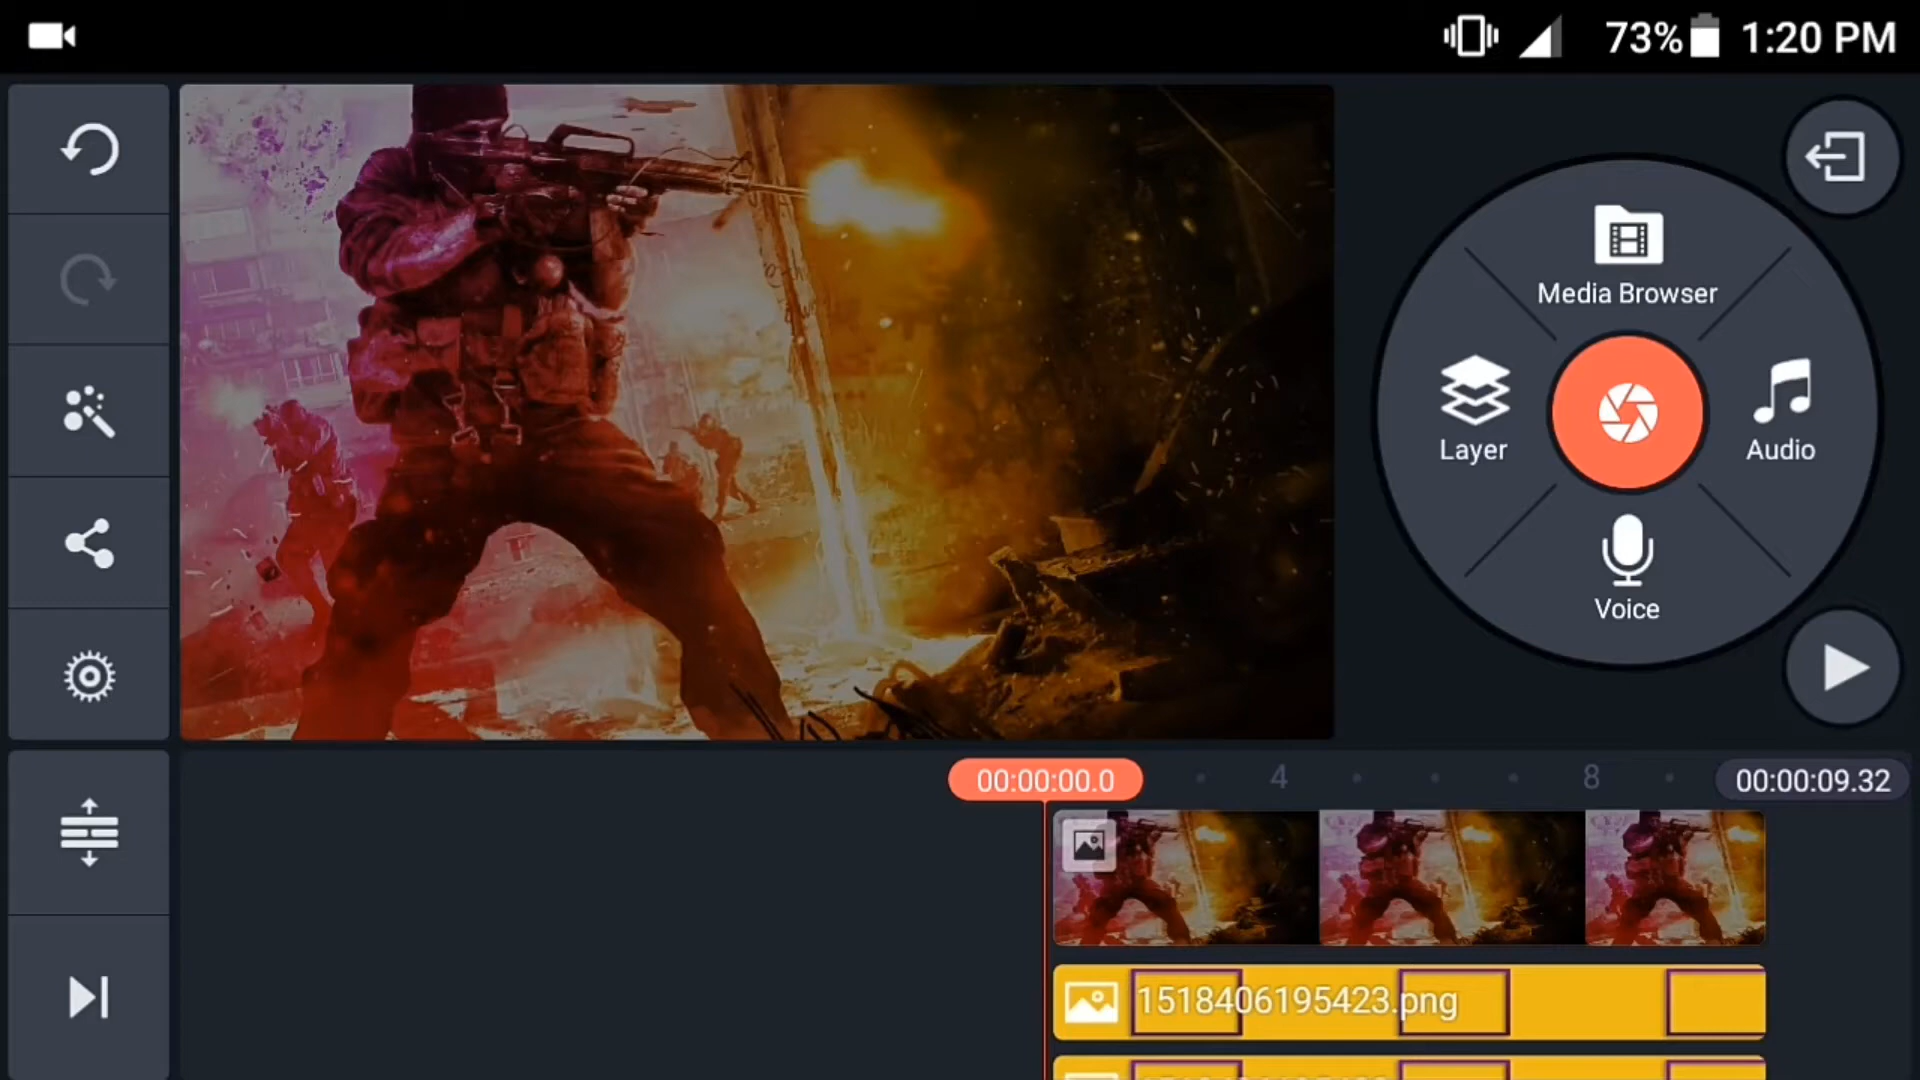 73% 1:20 PM
Media Browser
Layer
Audio
Voice
00:00:00.0 4 8 00:00:09.32
1518406195423.png